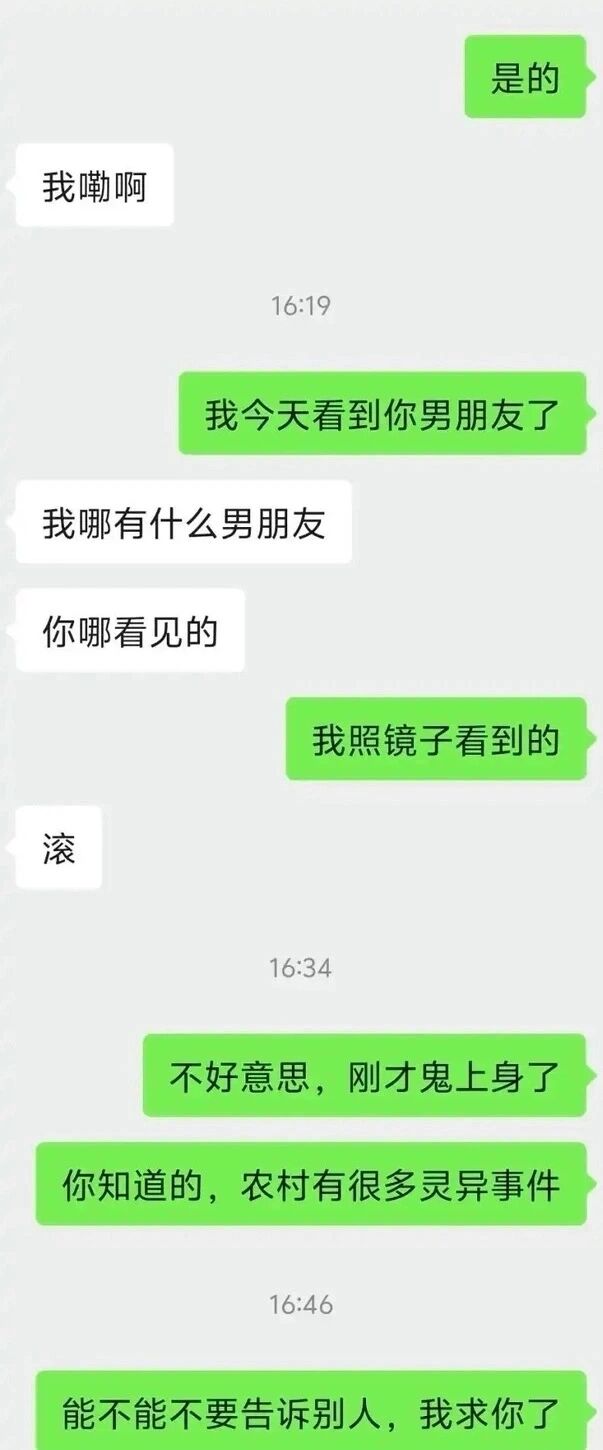 是的
我嘞啊
16:19
我今天看到你男朋友了
我哪有什么男朋友
你哪看见的
我照镜子看到的
滚
16:34
不好意思，刚才鬼上身了
你知道的，农村有很多灵异事件
16:46
能不能不要告诉别人，我求你了